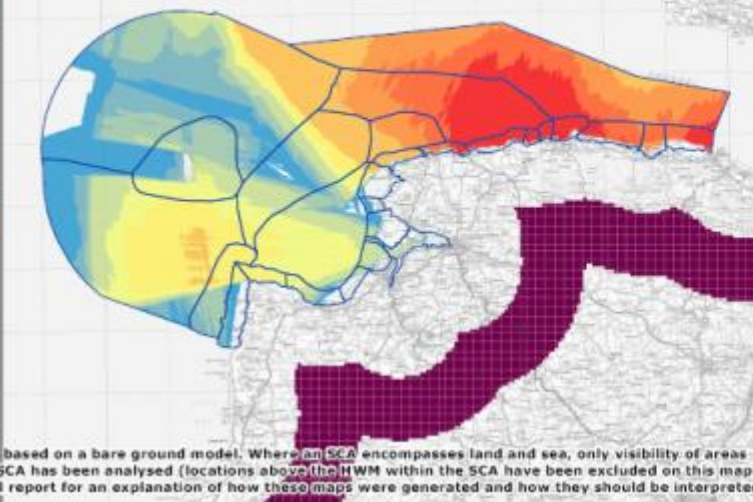 based on a bare ground model. Where an SCA encompasses land and sea, only visibility of areas
SCA has been analysed (locations above the HWM within the SCA have been excluded on this map
report for an explanation of how these maps were generated and how they should be interprete